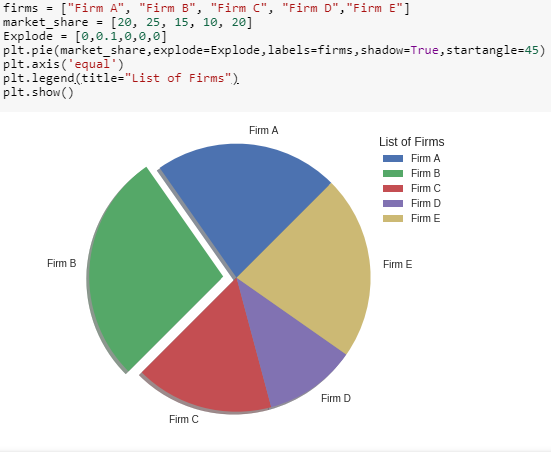 firms = ["Firm A", "Firm B", "Firm C", "Firm D","Firm E"]
market_share = [20, 25, 15, 10, 20]
Explode = [0,0.1,0,0,0]
plt.pie(market_share,explode=Explode,labels=firms,shadow=True,startangle=45)
plt.axis('equal')
plt.legend(title="List of Firms")
plt.show()
Firm A
List of Firms
Firm A
Firm B
Firm C
Firm D
Firm E
Firm B
Firm E
Firm D
Firm C